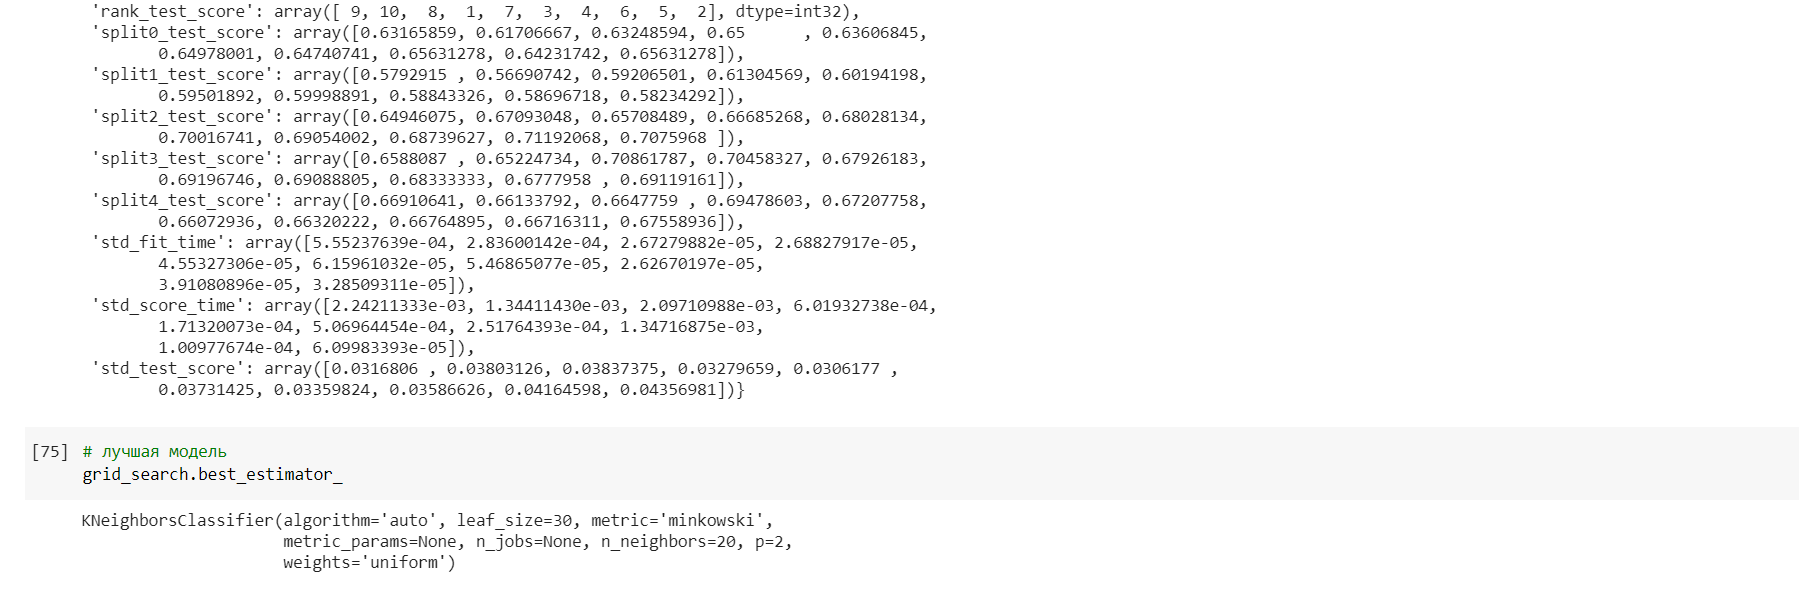 'rank_test_score': array([ 9, 10,  8,  1,  7,  3,  4,  6,  5,  2], dtype=int32),
'split0_test_score': array([0.63165859, 0.61706667, 0.63248594, 0.65      , 0.63606845,
0.64978001, 0.64740741, 0.65631278, 0.64231742, 0.65631278]),
'split1_test_score': array([0.5792915 , 0.56690742, 0.59206501, 0.61304569, 0.60194198,
0.59501892, 0.59998891, 0.58843326, 0.58696718, 0.58234292]),
'split2_test_score': array([0.64946075, 0.67093048, 0.65708489, 0.66685268, 0.68028134,
0.70016741, 0.69054002, 0.68739627, 0.71192068, 0.7075968 ]),
'split3_test_score': array([0.6588087 , 0.65224734, 0.70861787, 0.70458327, 0.67926183,
0.69196746, 0.69088805, 0.68333333, 0.6777958 , 0.69119161]),
'split4_test_score': array([0.66910641, 0.66133792, 0.6647759 , 0.69478603, 0.67207758,
0.66072936, 0.66320222, 0.66764895, 0.66716311, 0.67558936]),
'std_fit_time': array([5.55237639e-04, 2.83600142e-04, 2.67279882e-05, 2.68827917e-05,
4.55327306e-05, 6.15961032e-05, 5.46865077e-05, 2.62670197e-05,
3.91080896e-05, 3.28509311e-05]),
'std_score_time': array([2.24211333e-03, 1.34411430e-03, 2.09710988e-03, 6.01932738e-04,
1.71320073e-04, 5.06964454e-04, 2.51764393e-04, 1.34716875e-03,
1.00977674e-04, 6.09983393e-05]),
'std_test_score': array([0.0316806 , 0.03803126, 0.03837375, 0.03279659, 0.0306177 ,
0.03731425, 0.03359824, 0.03586626, 0.04164598, 0.04356981])}
[75] # лучшая модель
grid_search.best_estimator_
KNeighborsClassifier(algorithm='auto', leaf_size=30, metric='minkowski',
metric_params=None, n_jobs=None, n_neighbors=20, p=2,
weights='uniform')